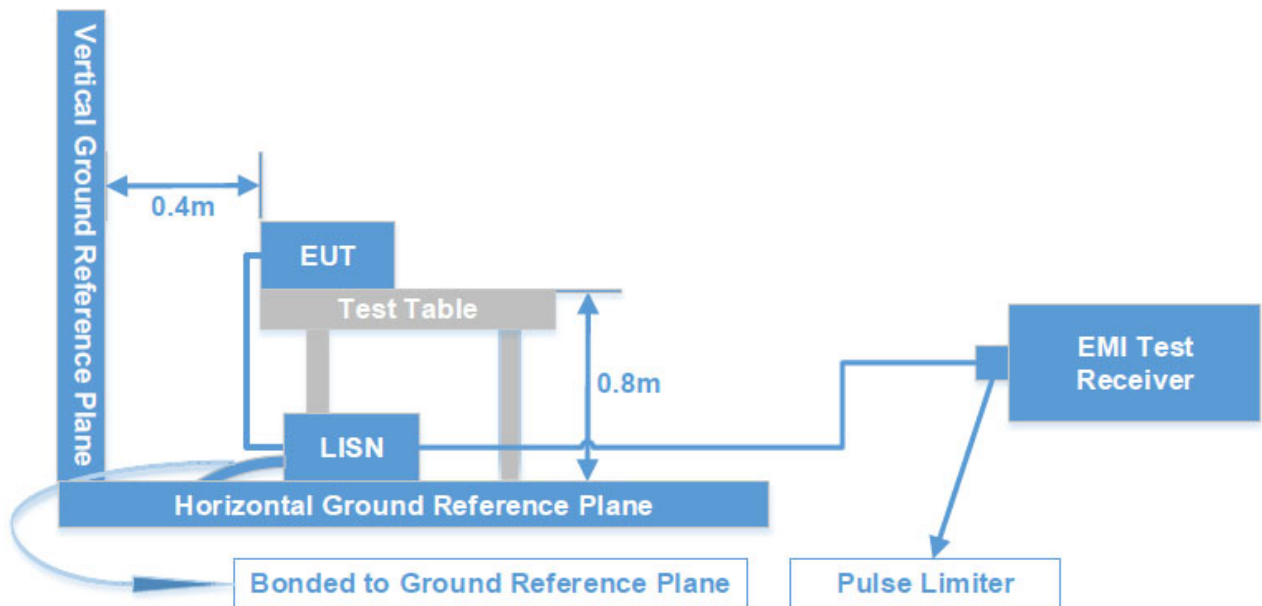 Vertical Ground Reference Plane
0.4m
EUT
Test Table
0.8m
EMI Test
Receiver
LISN
Horizontal Ground Reference Plane
Bonded to Ground Reference Plane
Pulse Limiter